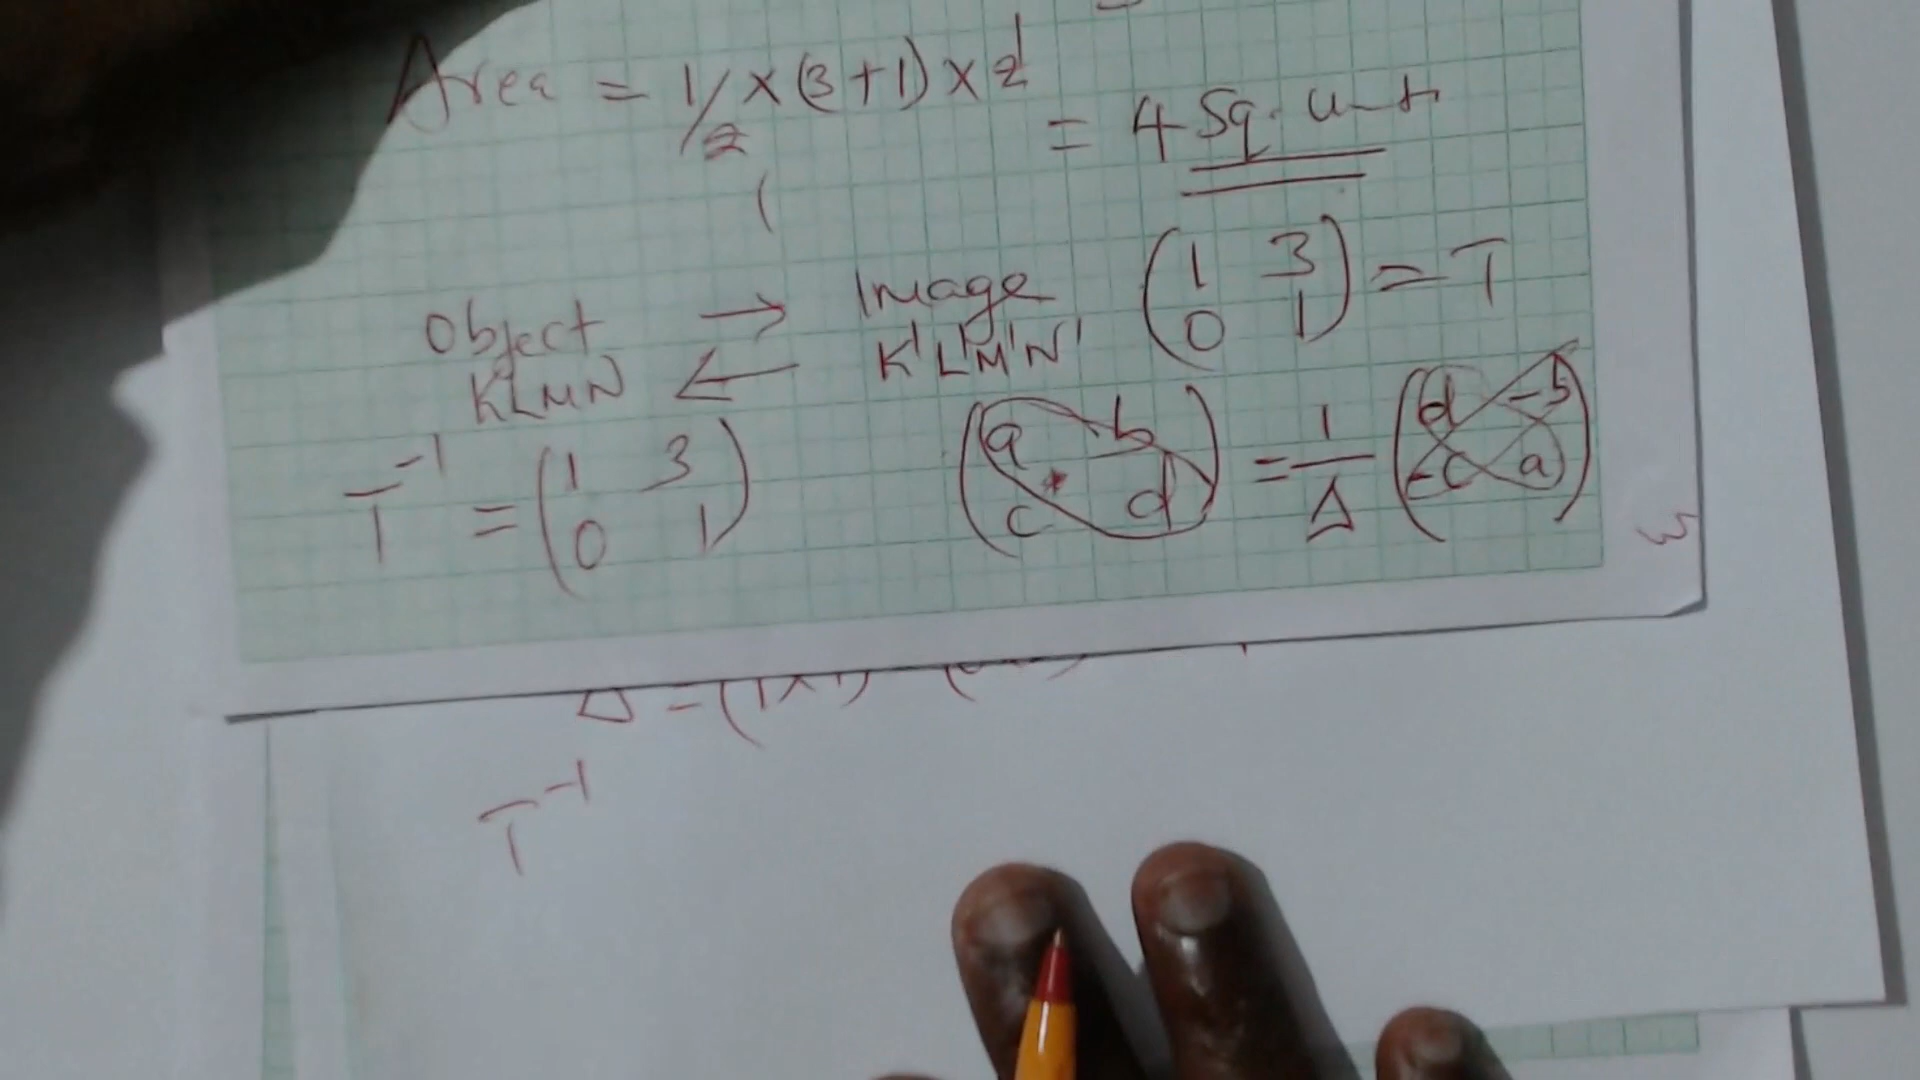 Area = 1/2 x (3+1) x 2
= 4 Sq. unit
Object → Image (1 3 0 1) = T
KLMN ← K'L'M'N'
T⁻¹ = (1 3 0 1) (a b c d) = 1/Δ (d -b -c a)
3
Δ = (1x1) - (
T⁻¹